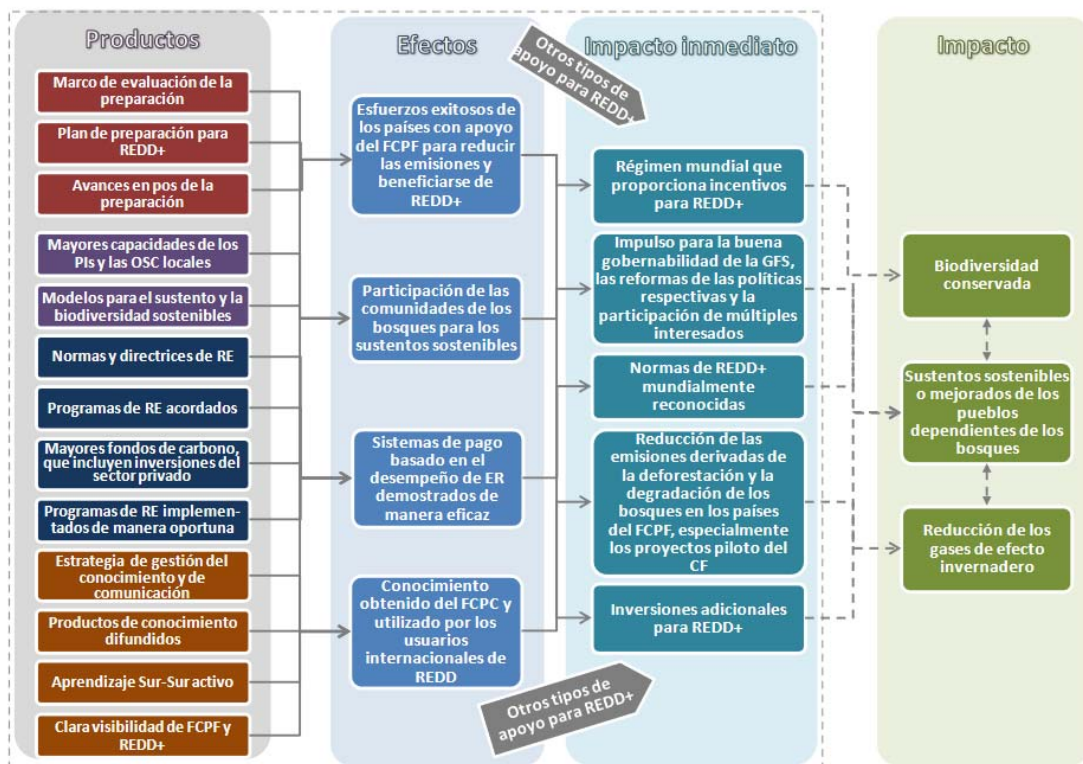 Productos
Marco de evaluación de la
preparación
Plan de preparación para
REDD+
Avances en pos de la
preparación
Mayores capacidades de los
PIs y las OSC locales
Modelos para el sustento y la
biodiversidad sostenibles
Normas y directrices de RE
Programas de RE acordados
Mayores fondos de carbono,
que incluyen inversiones del
sector privado
Programas de RE implemen-
tados de manera oportuna
Estrategia de gestión del
conocimiento y de
comunicación
Productos de conocimiento
difundidos
Aprendizaje Sur-Sur activo
Clara visibilidad de FCPF y
REDD+
Efectos
Esfuerzos exitosos de
los países con apoyo
del FCPF para reducir
las emisiones y
beneficiarse de
REDD+
Participación de las
comunidades de los
bosques para los
sustentos sostenibles
Sistemas de pago
basado en el
desempeño de ER
demostrados de
manera eficaz
Conocimiento
obtenido del FCPC y
utilizado por los
usuarios
internacionales de
REDD
Otros tipos de
apoyo para REDD+
Impacto inmediato
Régimen mundial que
proporciona incentivos
para REDD+
Impulso para la buena
gobernabilidad de la GFS,
las reformas de las políticas
respectivas y la
participación de múltiples
interesados
Normas de REDD+
mundialmente
reconocidas
Reducción de las
emisiones derivadas de
la deforestación y la
degradación de los
bosques en los países
del FCPF, especialmente
los proyectos piloto del
CF
Inversiones adicionales
para REDD+
Otros tipos de
apoyo para REDD+
Impacto
Biodiversidad
conservada
Sustentos sostenibles
o mejorados de los
pueblos
dependientes de los
bosques
Reducción de los
gases de efecto
invernadero